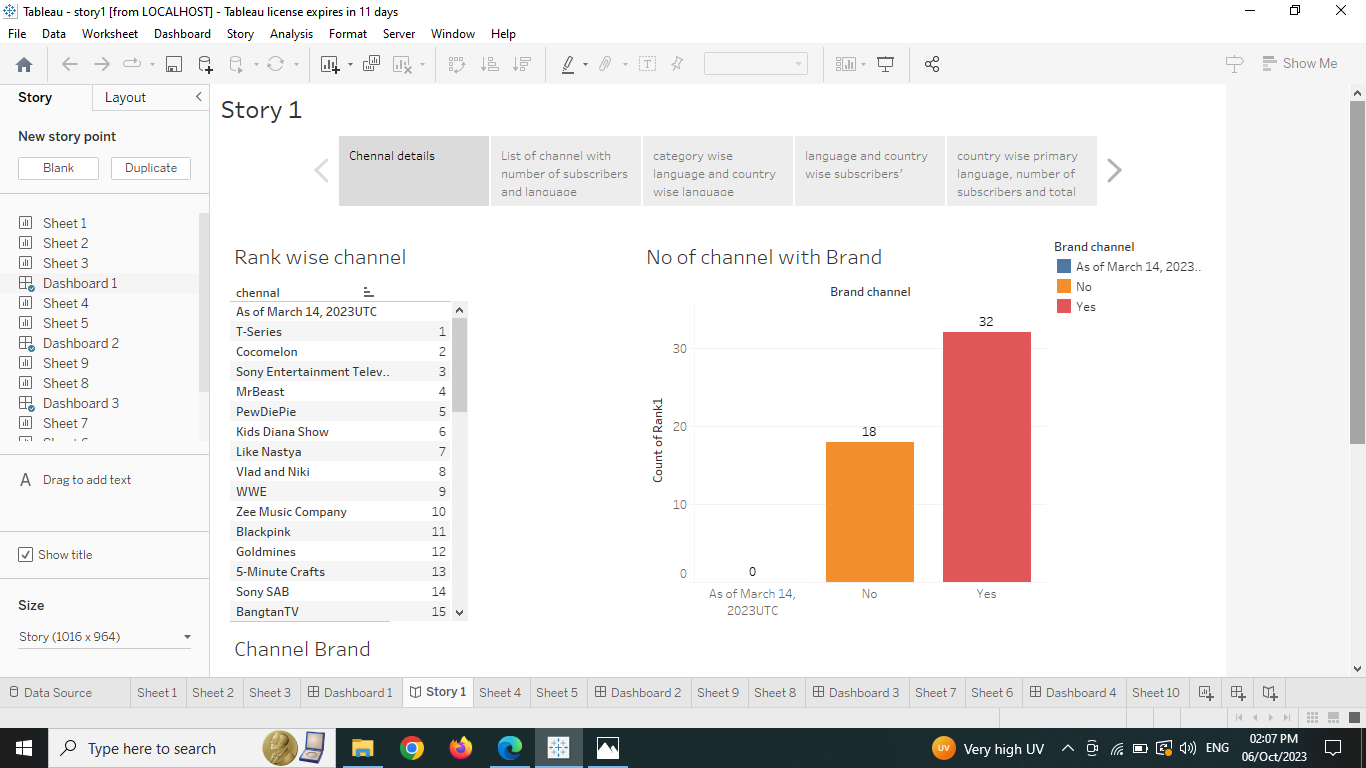 Tableau - story1 [from LOCALHOST] - Tableau license expires in 11 days
File Data Worksheet Dashboard Story Analysis Format Server Window Help
Show Me
Story Layout
New story point
Blank Duplicate
Sheet 1
Sheet 2
Sheet 3
Dashboard 1
Sheet 4
Sheet 5
Dashboard 2
Sheet 9
Sheet 8
Dashboard 3
Sheet 7
A Drag to add text
Show title
Size
Story (1016 x 964)
Story 1
Chennal details
List of channel with
number of subscribers
and language
category wise
language and country
wise language
language and country
wise subscribers’
country wise primary
language, number of
subscribers and total
Rank wise channel
chennal
As of March 14, 2023UTC
T-Series 1
Cocomelon 2
Sony Entertainment Telev.. 3
MrBeast 4
PewDiePie 5
Kids Diana Show 6
Like Nastya 7
Vlad and Niki 8
WWE 9
Zee Music Company 10
Blackpink 11
Goldmines 12
5-Minute Crafts 13
Sony SAB 14
BangtanTV 15
Channel Brand
No of channel with Brand
Brand channel
Count of Rank1
30
20
10
0
0
18
32
As of March 14,
2023UTC
No
Yes
Brand channel
As of March 14, 2023..
No
Yes
Data Source Sheet 1 Sheet 2 Sheet 3 Dashboard 1 Story 1 Sheet 4 Sheet 5 Dashboard 2 Sheet 9 Sheet 8 Dashboard 3 Sheet 7 Sheet 6 Dashboard 4 Sheet 10
Type here to search
UV Very high UV
ENG
02:07 PM
06/Oct/2023